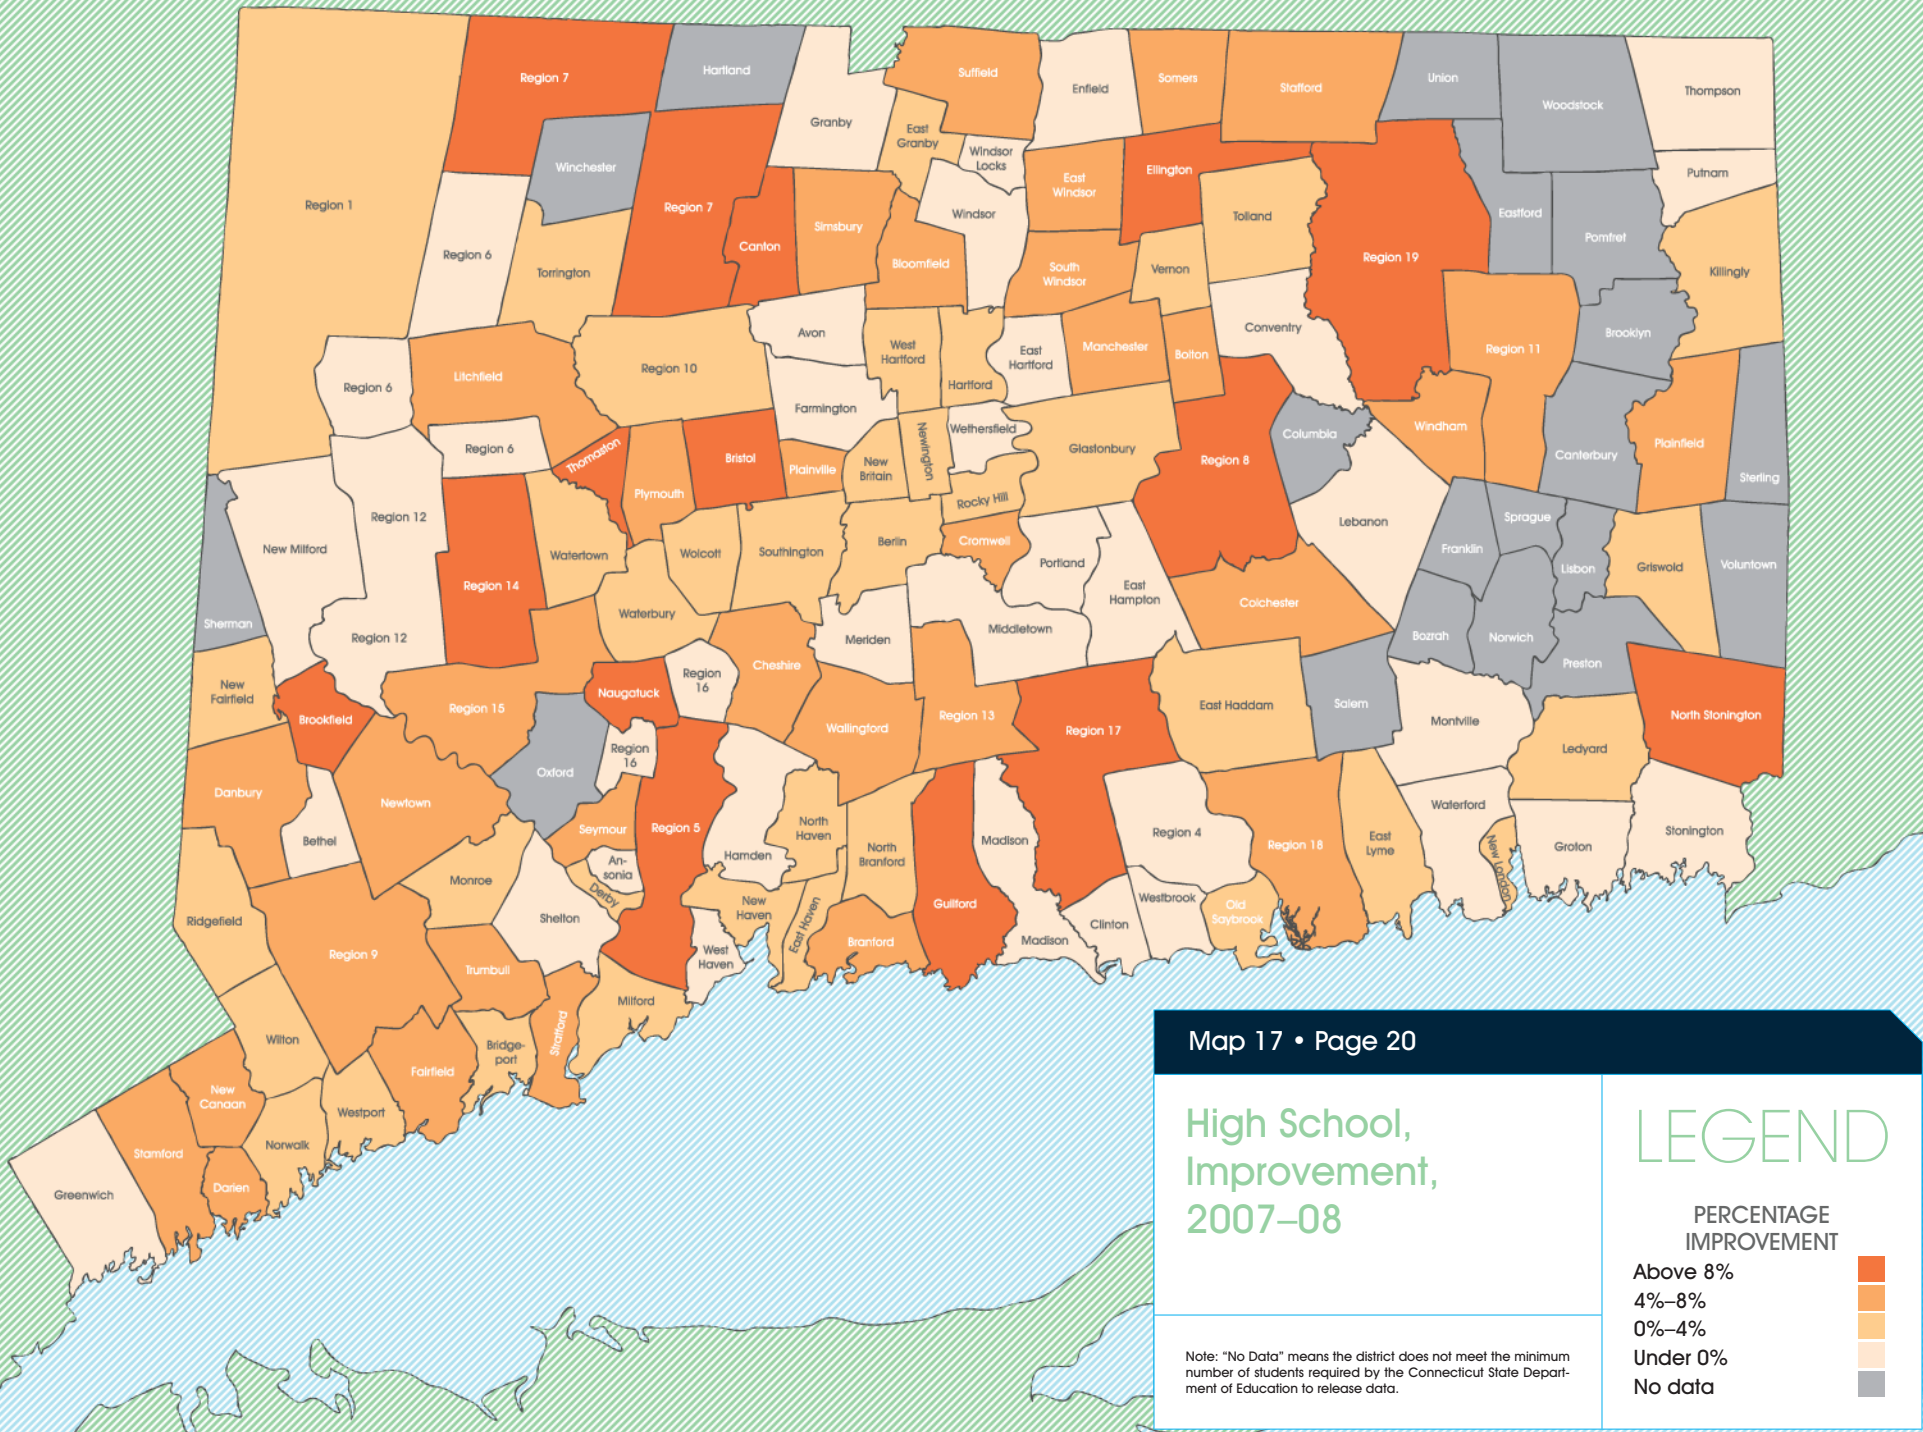 Region 7
Hartland
Granby
Suffield
Enfield
Somers
Stafford
Union
Woodstock
Thompson
East
Granby
Windsor
Locks
Winchester
Region 1
Region 7
Canton
Simsbury
Windsor
East
Windsor
Ellington
Tolland
Putnam
Eastford
Pomfret
Killingly
Region 6
Torrington
Bloomfield
South
Windsor
Vernon
Region 19
Avon
West
Hartford
Hartford
East
Hartford
Manchester
Bolton
Conventry
Region 11
Brooklyn
Region 6
Litchfield
Region 10
Farmington
Wethersfield
Newington
Glastonbury
Region 8
Columbia
Windham
Canterbury
Plainfield
Sterling
Region 6
Thomaston
Plymouth
Bristol
Plainville
New
Britain
Rocky Hill
Region 12
New Milford
Region 14
Watertown
Wolcott
Southington
Berlin
Cromwell
Portland
East
Hampton
Lebanon
Franklin
Sprague
Lisbon
Griswold
Voluntown
Sherman
Region 12
Waterbury
Meriden
Middletown
Colchester
Bozrah
Norwich
Preston
New
Fairfield
Brookfield
Region 15
Naugatuck
Region
16
Cheshire
Wallingford
Region 13
Region 17
East Haddam
Salem
Montville
Ledyard
North Stonington
Danbury
Bethel
Newtown
Oxford
Region
16
Seymour
Region 5
Hamden
North
Haven
North
Branford
Guilford
Madison
Region 4
Region 18
East
Lyme
Waterford
New London
Groton
Stonington
Ridgefield
Region 9
Monroe
Shelton
An-
sonia
Derby
New
Haven
East Haven
Branford
Madison
Clinton
Westbrook
Old
Saybrook
West
Haven
Trumbull
Milford
Stratford
Wilton
Bridge-
port
Fairfield
New
Canaan
Westport
Norwalk
Stamford
Darien
Greenwich
Map 17 • Page 20
High School,
Improvement,
2007–08
Note: “No Data” means the district does not meet the minimum
number of students required by the Connecticut State Depart-
ment of Education to release data.
LEGEND
PERCENTAGE
IMPROVEMENT
Above 8%
4%–8%
0%–4%
Under 0%
No data